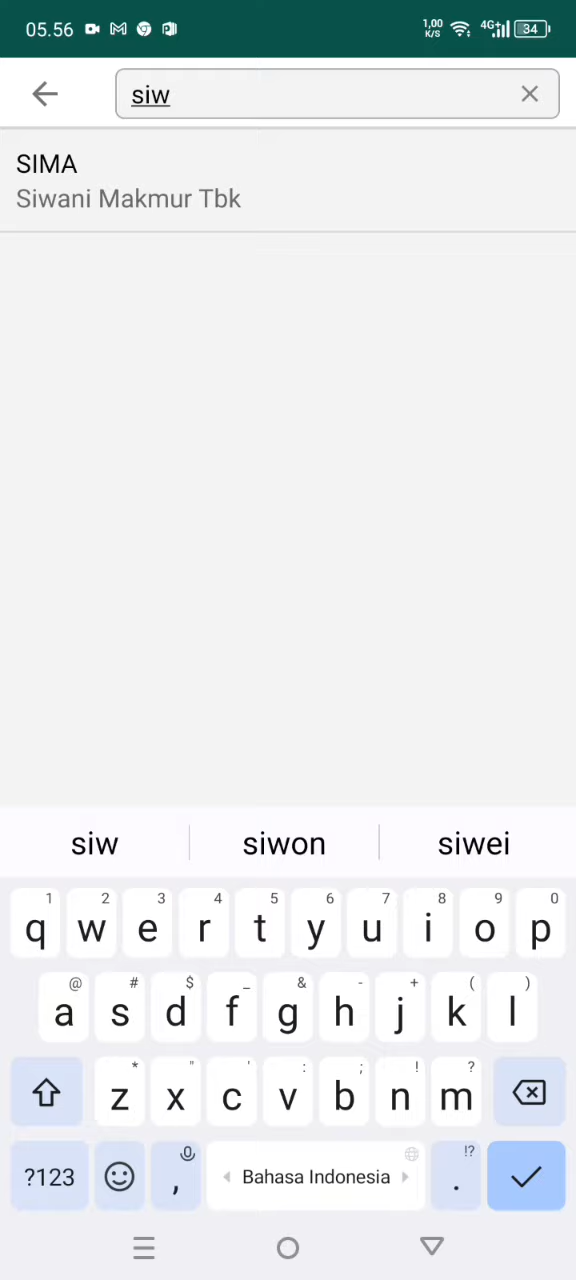 05.56
1,00 K/S 4G+ 34
siw
SIMA
Siwani Makmur Tbk
siw siwon siwei
1 2 3 4 5 6 7 8 9 0
q w e r t y u i o p
@ # $ _ & - + ( )
a s d f g h j k l
* " ' : ; ! ?
z x c v b n m
!?
?123 , Bahasa Indonesia .